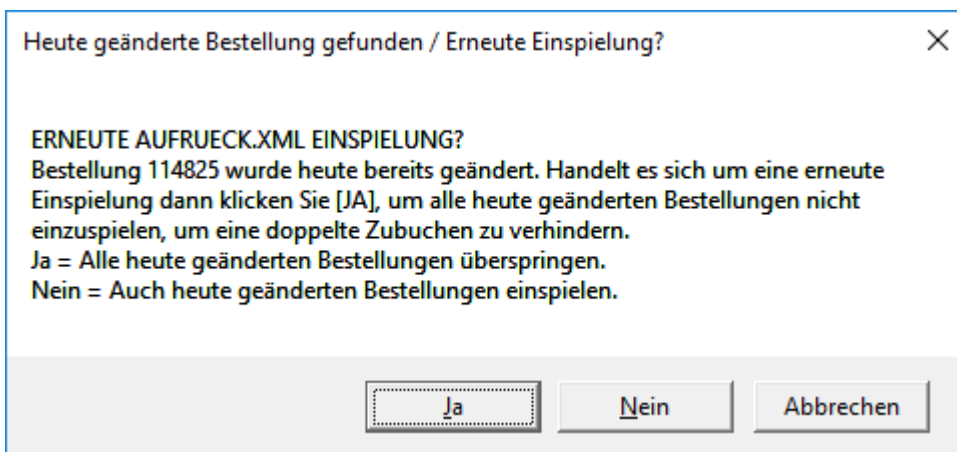 Heute geänderte Bestellung gefunden / Erneute Einspielung?
ERNEUTE AUFRUECK.XML EINSPIELUNG?
Bestellung 114825 wurde heute bereits geändert. Handelt es sich um eine erneute
Einspielung dann klicken Sie [JA], um alle heute geänderten Bestellungen nicht
einzuspielen, um eine doppelte Zubuchen zu verhindern.
Ja = Alle heute geänderten Bestellungen überspringen.
Nein = Auch heute geänderten Bestellungen einspielen.
Ja
Nein
Abbrechen